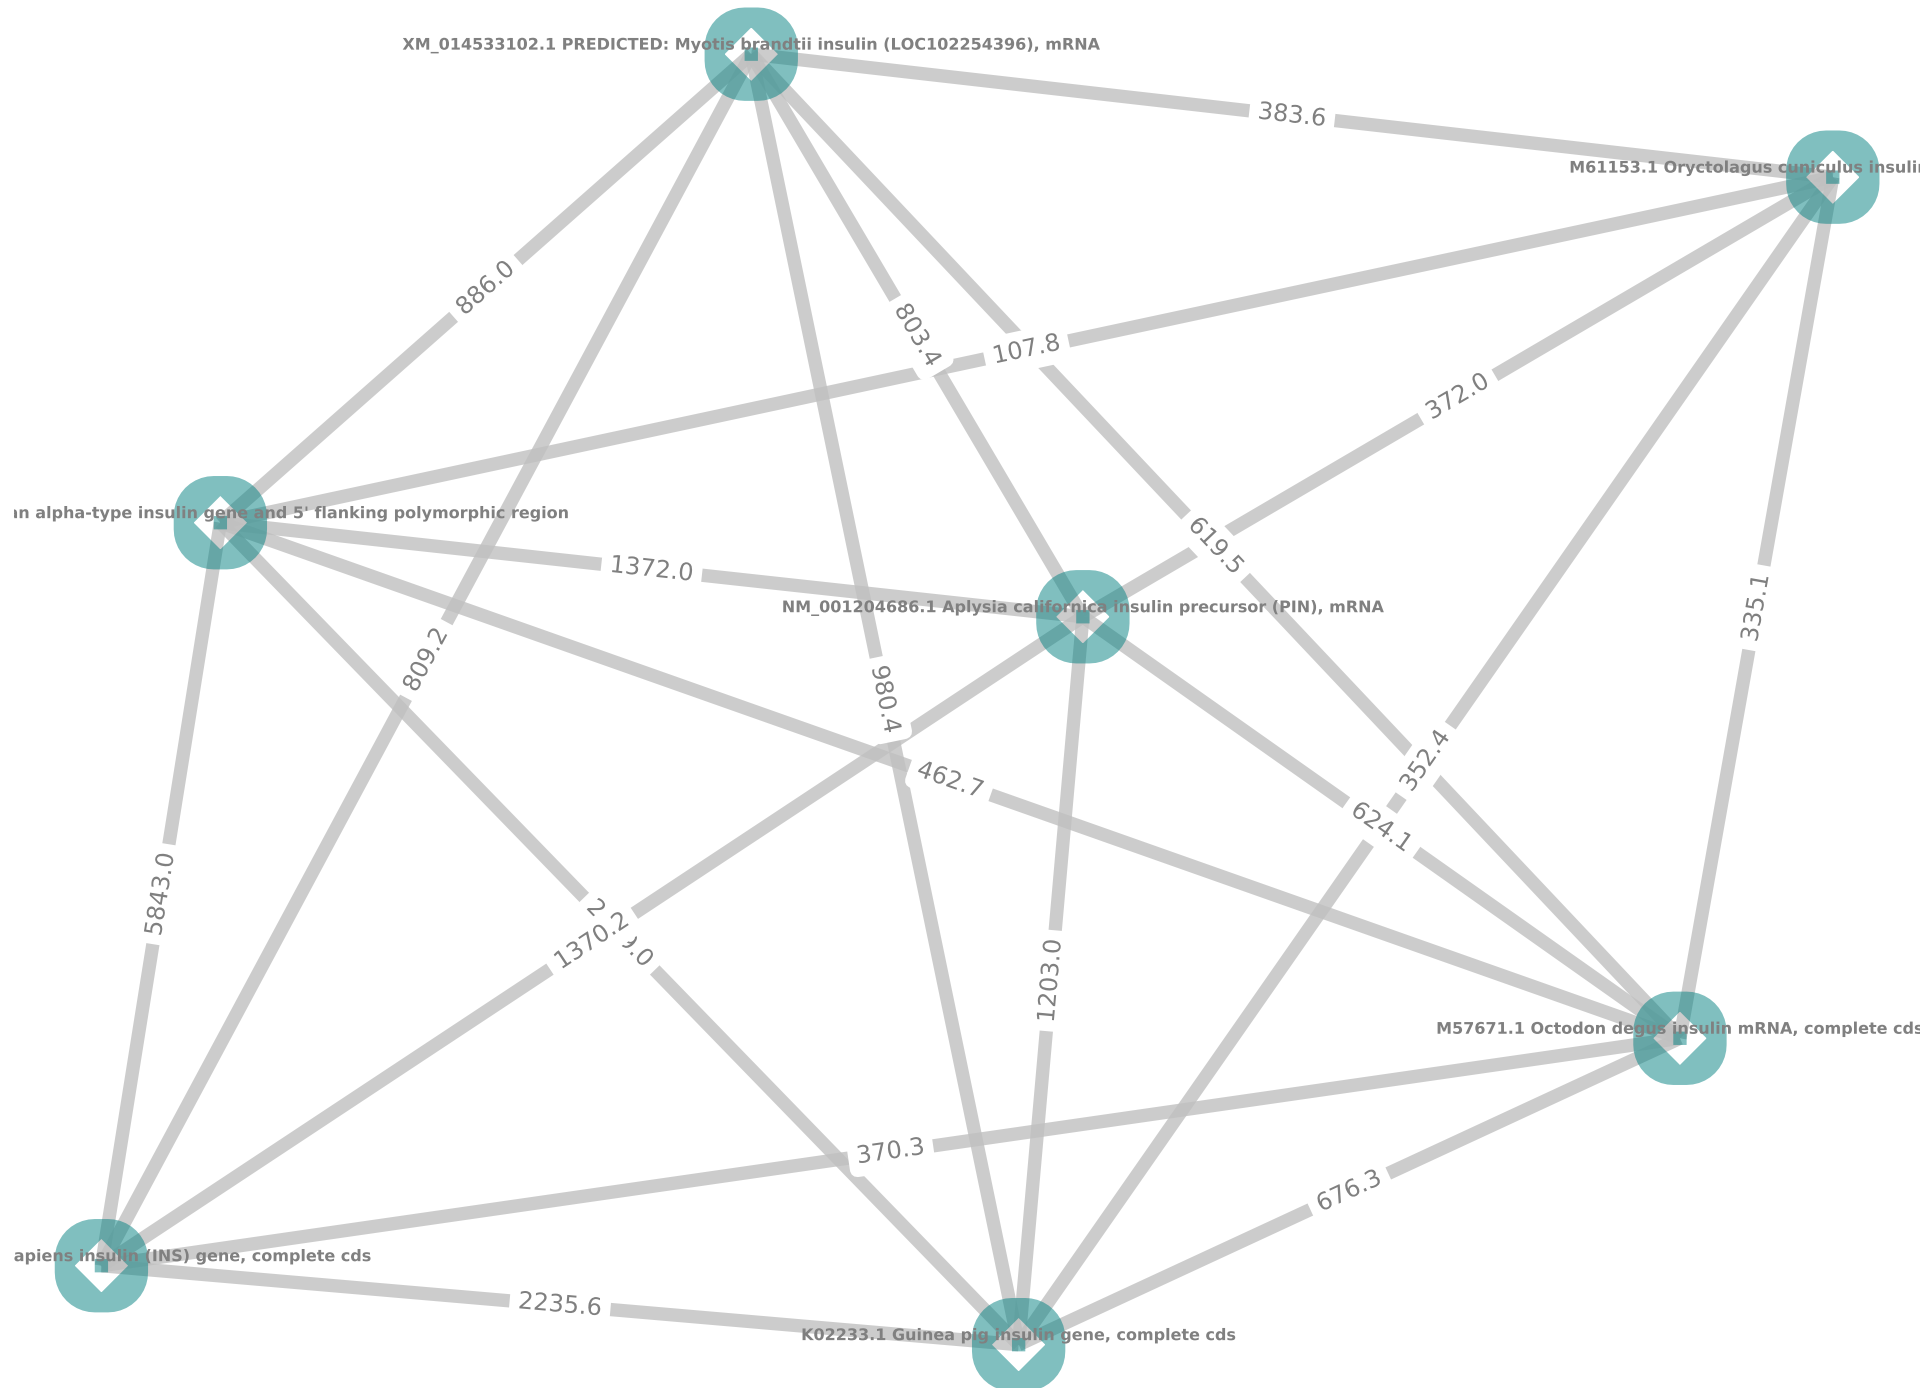 XM_014533102.1 PREDICTED: Myotis brandtii insulin (LOC102254396), mRNA
383.6
M61153.1 Oryctolagus cuniculus insulin
886.0
803.4
107.8
372.0
alpha-type insulin gene and 5' flanking polymorphic region
619.5
1372.0
NM_001204686.1 Aplysia californica insulin precursor (PIN), mRNA
335.1
809.2
980.4
352.4
462.7
624.1
5843.0
1370.2
1203.0
M57671.1 Octodon degus insulin mRNA, complete cds
370.3
676.3
insulin (INS) gene, complete cds
2235.6
K02233.1 Guinea pig insulin gene, complete cds